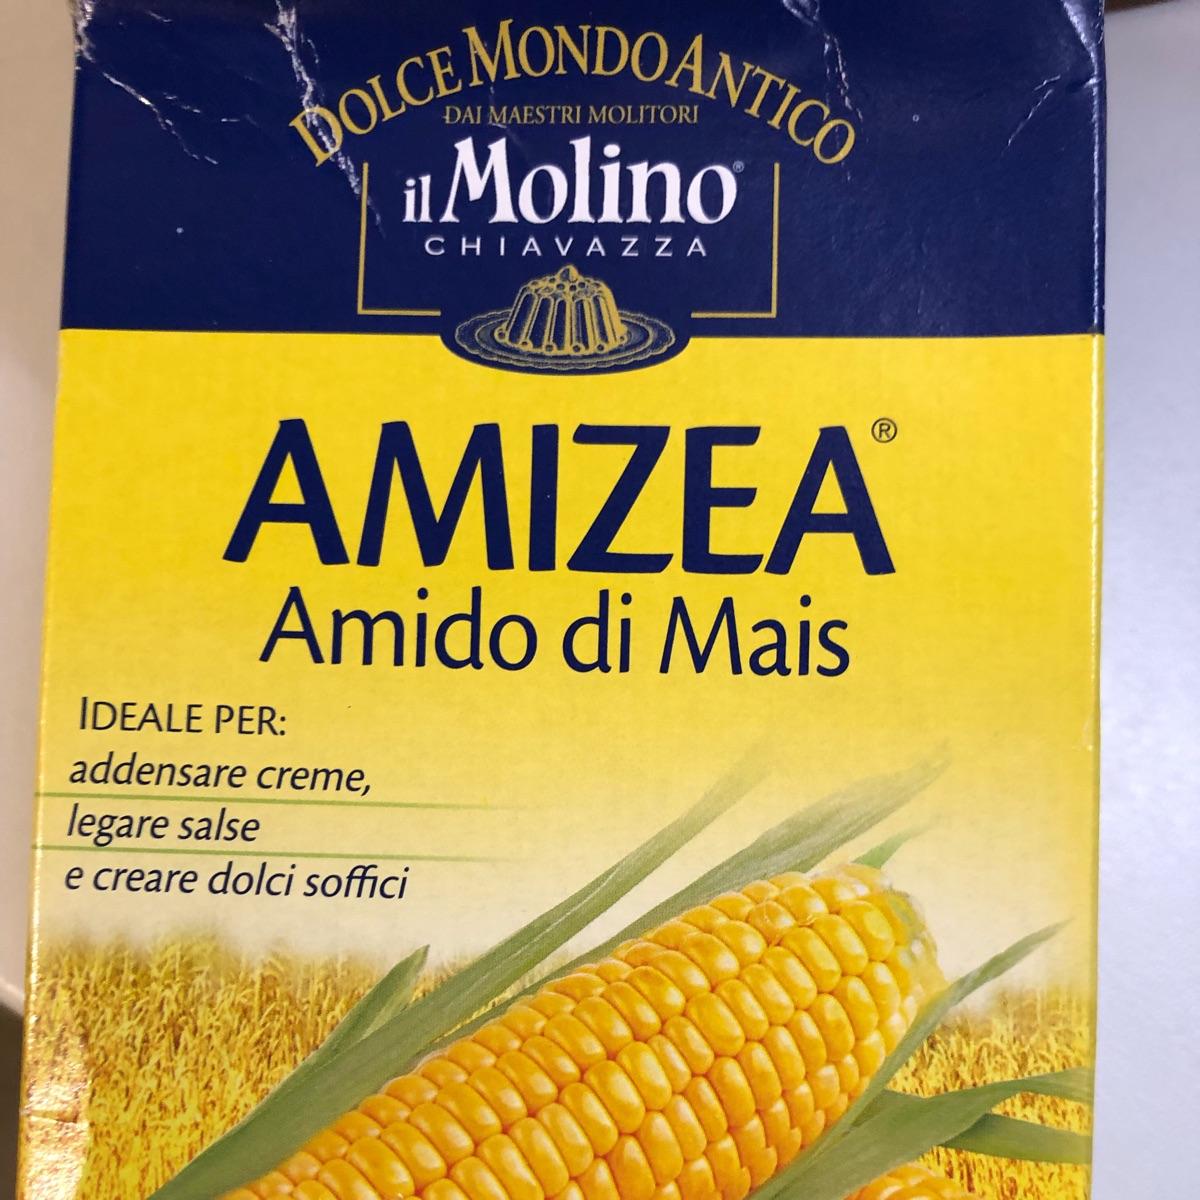 DOLCE MONDO ANTICO
DAI MAESTRI MOLITORI
il Molino®
CHIAVAZZA
AMIZEA®
Amido di Mais
IDEALE PER:
addensare creme,
legare salse
e creare dolci soffici